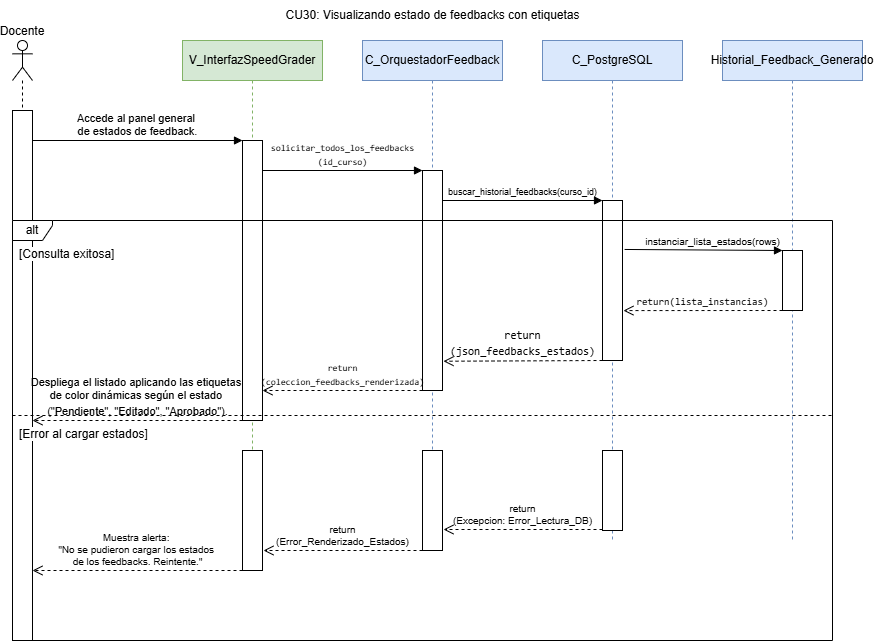 CU30: Visualizando estado de feedbacks con etiquetas
Docente
V_InterfazSpeedGrader
C_OrquestadorFeedback
C_PostgreSQL
Historial_Feedback_Generado
Accede al panel general
de estados de feedback.
solicitar_todos_los_feedbacks
(id_curso)
buscar_historial_feedbacks(curso_id)
alt
[Consulta exitosa]
instanciar_lista_estados(rows)
return(lista_instancias)
return
(json_feedbacks_estados)
return
(coleccion_feedbacks_renderizada)
Despliega el listado aplicando las etiquetas
de color dinámicas según el estado
("Pendiente", "Editado", "Aprobado").
[Error al cargar estados]
return
(Excepcion: Error_Lectura_DB)
return
(Error_Renderizado_Estados)
Muestra alerta:
"No se pudieron cargar los estados
de los feedbacks. Reintente."